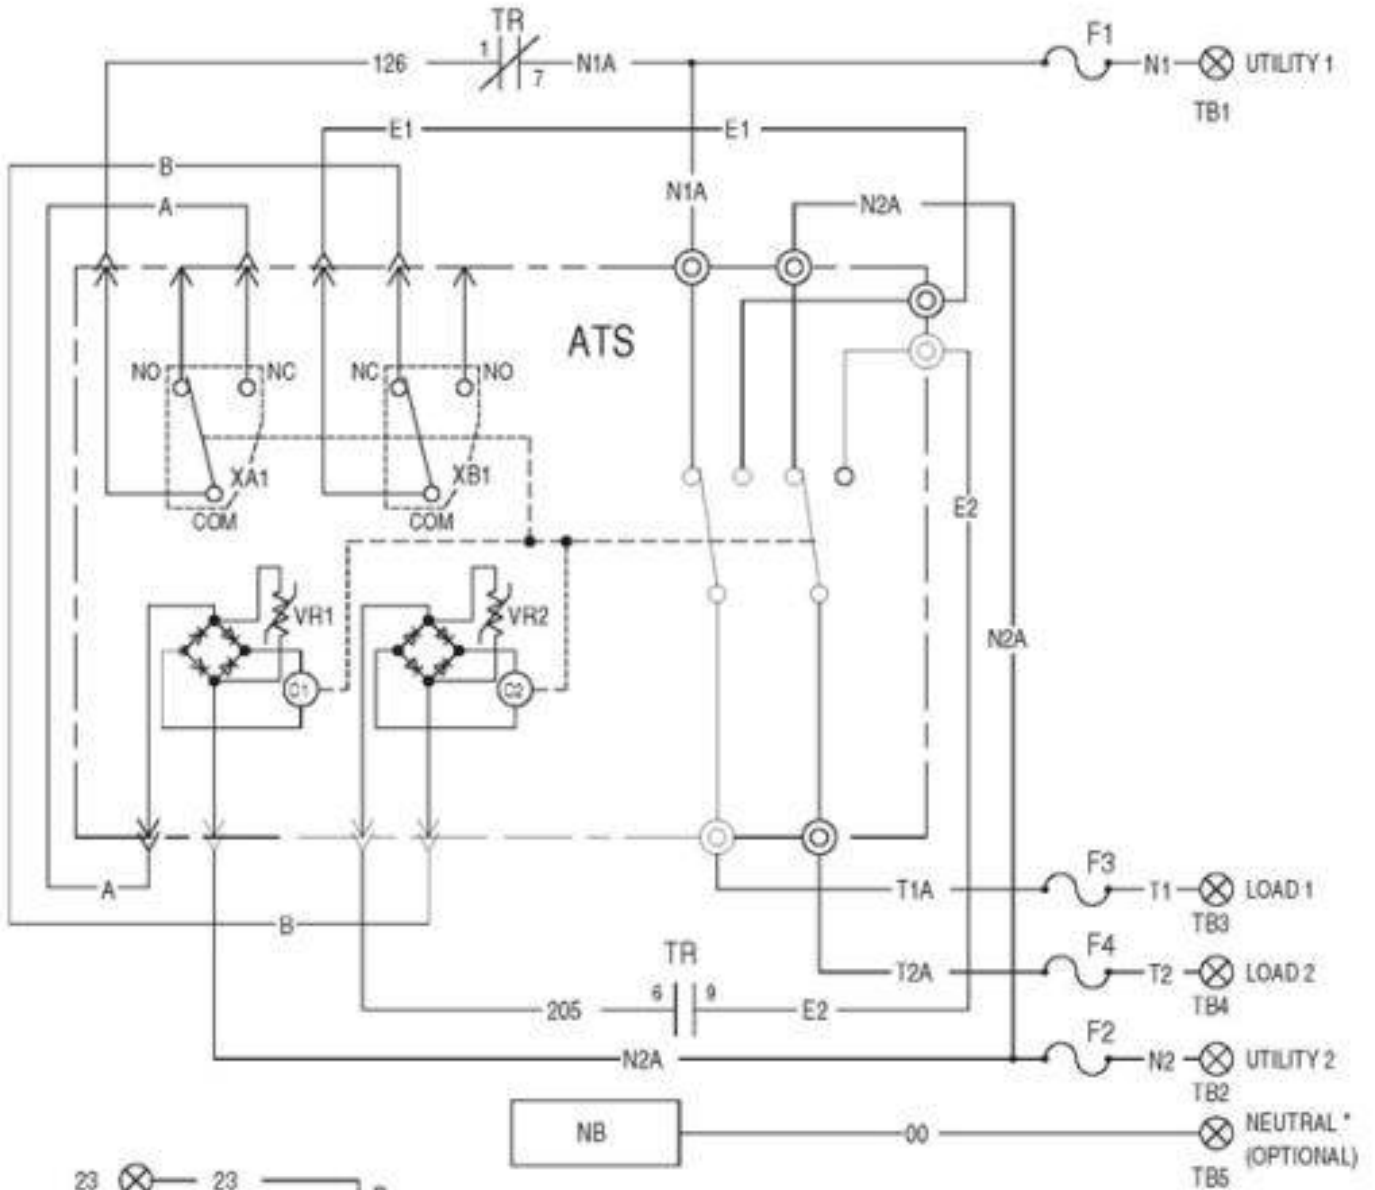 TR
1
126
N1A
7
F1
N1
UTILITY 1
TB1
E1
E1
B
N1A
A
N2A
ATS
NO
NC
NC
NO
XA1
XB1
COM
COM
E2
VR1
VR2
N2A
C1
C2
F3
A
T1A
T1
LOAD 1
TB3
B
F4
TR
T2A
T2
LOAD 2
6
9
TB4
205
E2
F2
N2A
N2
UTILITY 2
TB2
NB
00
NEUTRAL *
(OPTIONAL)
TB5
23
23